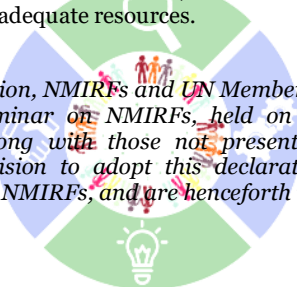 adequate resources.
ion, NMIRFs and UN Member
minar on NMIRFs, held on
ong with those not present
ision to adopt this declarat
NMIRFs, and are henceforth